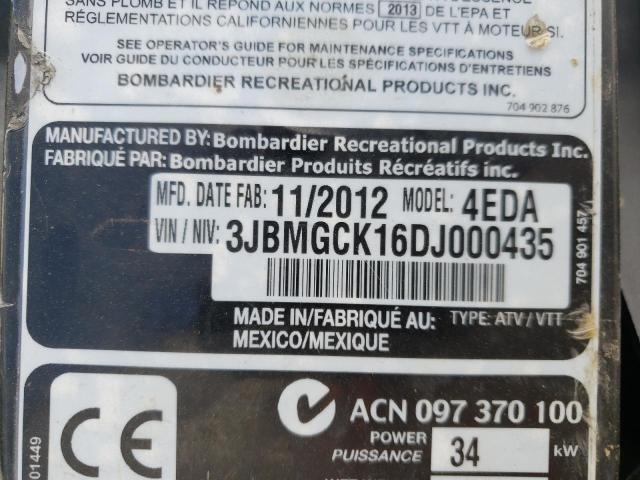 SANS PLOMB ET IL RÉPOND AUX NORMES 2013 DE L'EPA ET
RÉGLEMENTATIONS CALIFORNIENNES POUR LES VTT À MOTEUR SI.
SEE OPERATOR'S GUIDE FOR MAINTENANCE SPECIFICATIONS
VOIR GUIDE DU CONDUCTEUR POUR LES SPÉCIFICATIONS D'ENTRETIENS
BOMBARDIER RECREATIONAL PRODUCTS INC.
704 902 876
MANUFACTURED BY: Bombardier Recreational Products Inc.
FABRIQUÉ PAR: Bombardier Produits Récréatifs inc.
MFD. DATE FAB: 11/2012 MODEL: 4EDA
VIN / NIV: 3JBMGCK16DJ000435
704 901 457
MADE IN/FABRIQUÉ AU: TYPE: ATV / VTT
MEXICO/MEXIQUE
CE
ACN 097 370 100
POWER
PUISSANCE 34 kW
01449